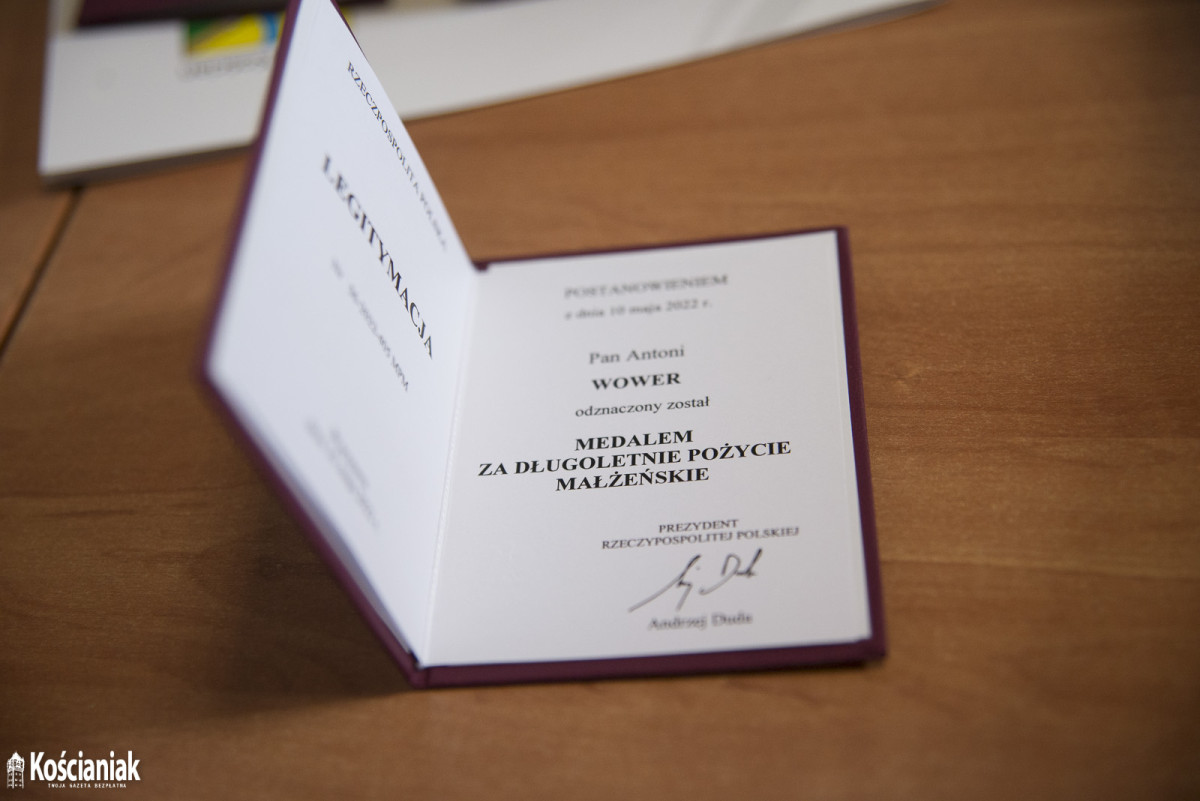 RZECZPOSPOLITA POLSKA
LEGITYMACJA
POSTANOWIENIEM
z dnia 10 maja 2022 r.
Pan Antoni
WOWER
odznaczony został
MEDALEM
ZA DŁUGOLETNIE POŻYCIE
MAŁŻEŃSKIE
PREZYDENT
RZECZYPOSPOLITEJ POLSKIEJ
Andrzej Duda
Kościaniak
TWOJA GAZETA BEZPŁATNA